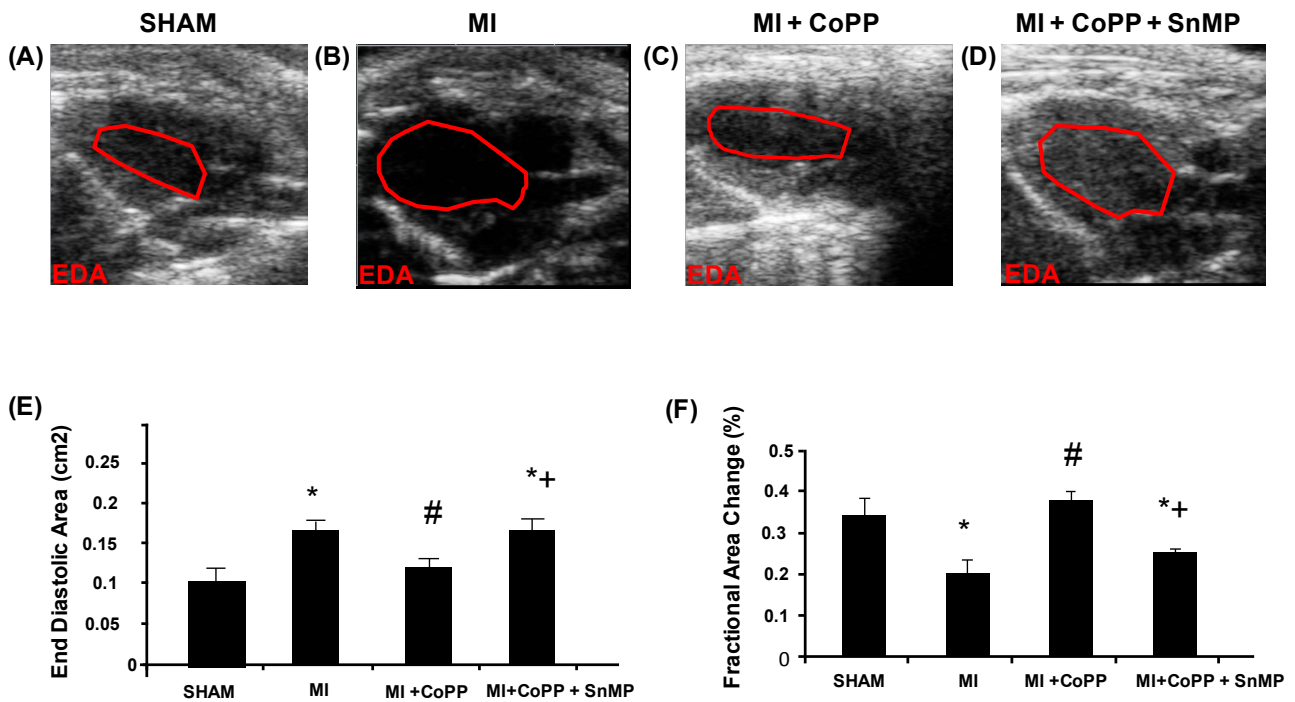 SHAM MI MI + CoPP MI + CoPP + SnMP
(A) (B) (C) (D)
EDA EDA EDA EDA
(E)
End Diastolic Area (cm2)
0.25
0.2
0.15
0.1
0.05
0
*
#
*+
SHAM MI MI +CoPP MI+CoPP + SnMP
(F)
Fractional Area Change (%)
0.5
0.4
0.3
0.2
0.1
0
*
#
*+
SHAM MI MI +CoPP MI+CoPP + SnMP